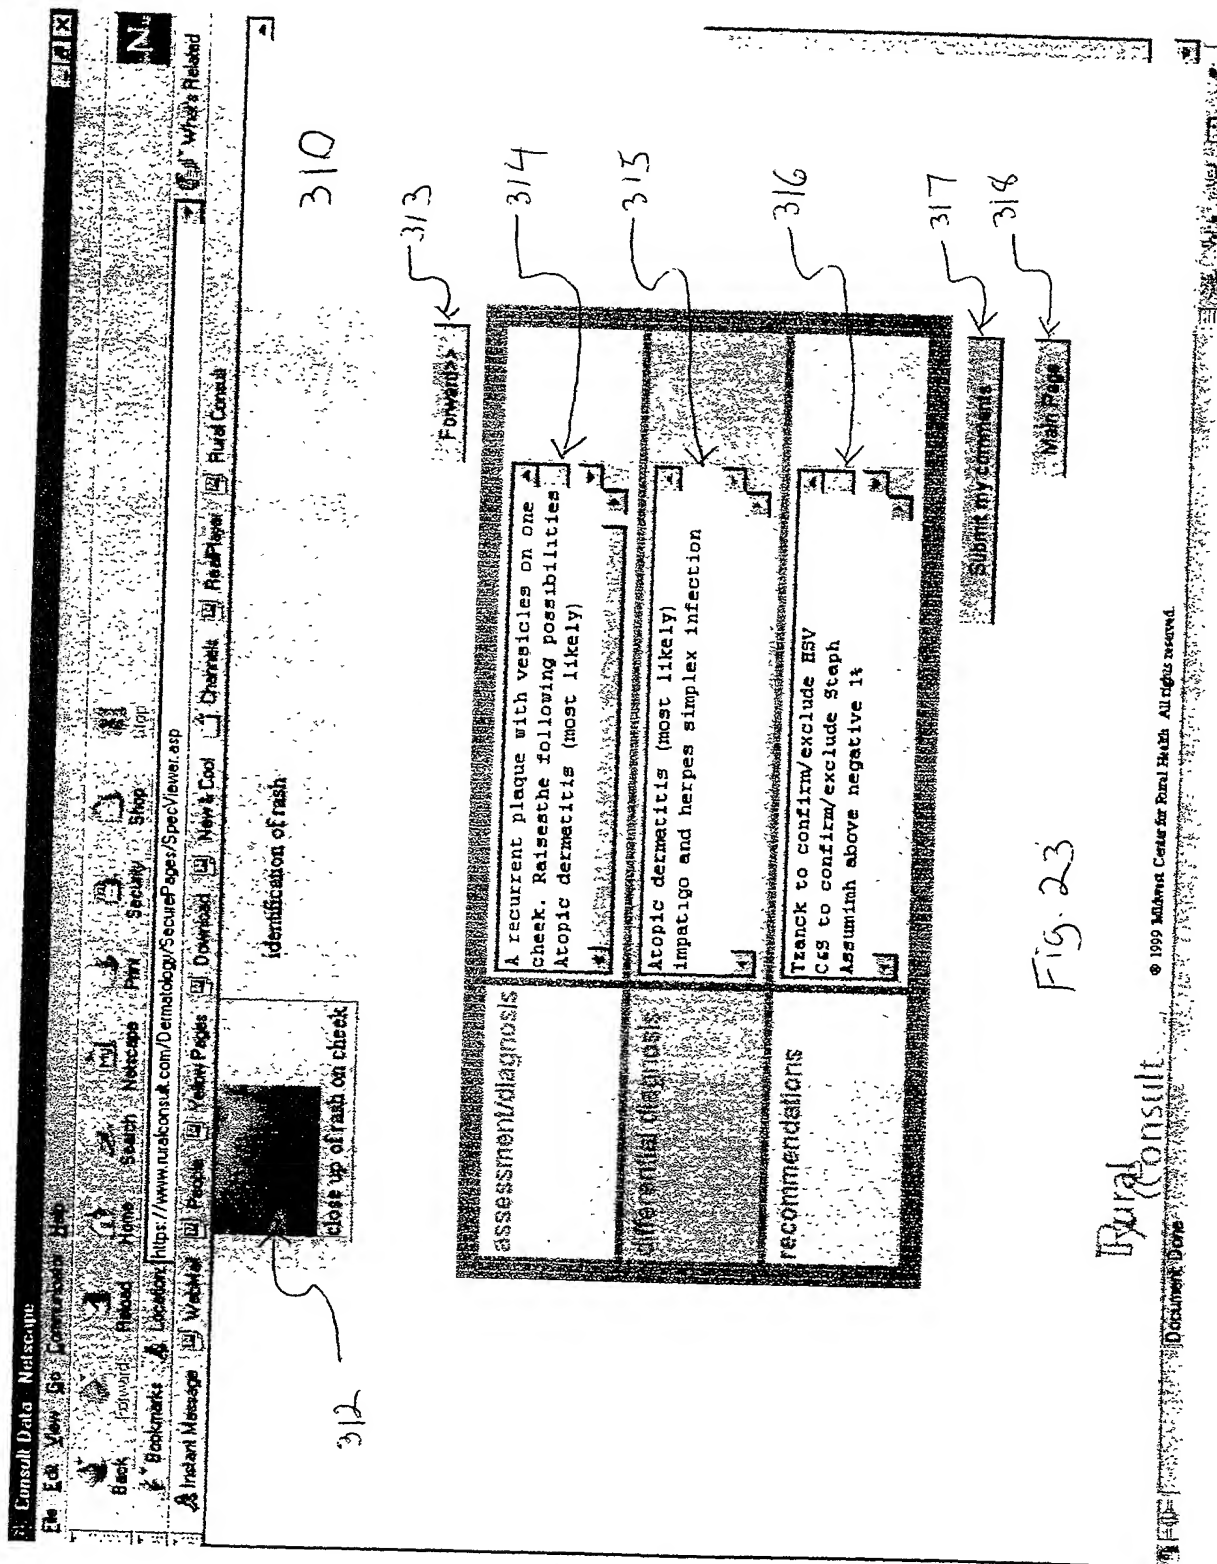 Consult Data Netscape
File Edit View Go Communicator Help
Back Forward Reload Home Search Netscape Print Security Shop Stop
Bookmarks Location: https://www.ruralconsult.com/Dermatology/SecurePages/SpecViewer.asp What's Related
Instant Message WebMail People Yellow Pages Download New & Cool Channels RealPlayer Rural Consult
310
312
identification of rash
close up of rash on cheek
Forward>>
313
assessment/diagnosis
A recurrent plaque with vesicles on one
cheek. Raisesthe following possibilities
Atopic dermatitis (most likely)
314
differential diagnosis
Atopic dermatitis (most likely)
impatigo and herpes simplex infection
315
recommendations
Tzanck to confirm/exclude HSV
C&S to confirm/exclude Staph
Assumimh above negative 1%
316
Submit my comments
317
Main Page
318
Fig. 23
Rural Consult
© 1999 Midwest Center for Rural Health All rights reserved.
Document: Done